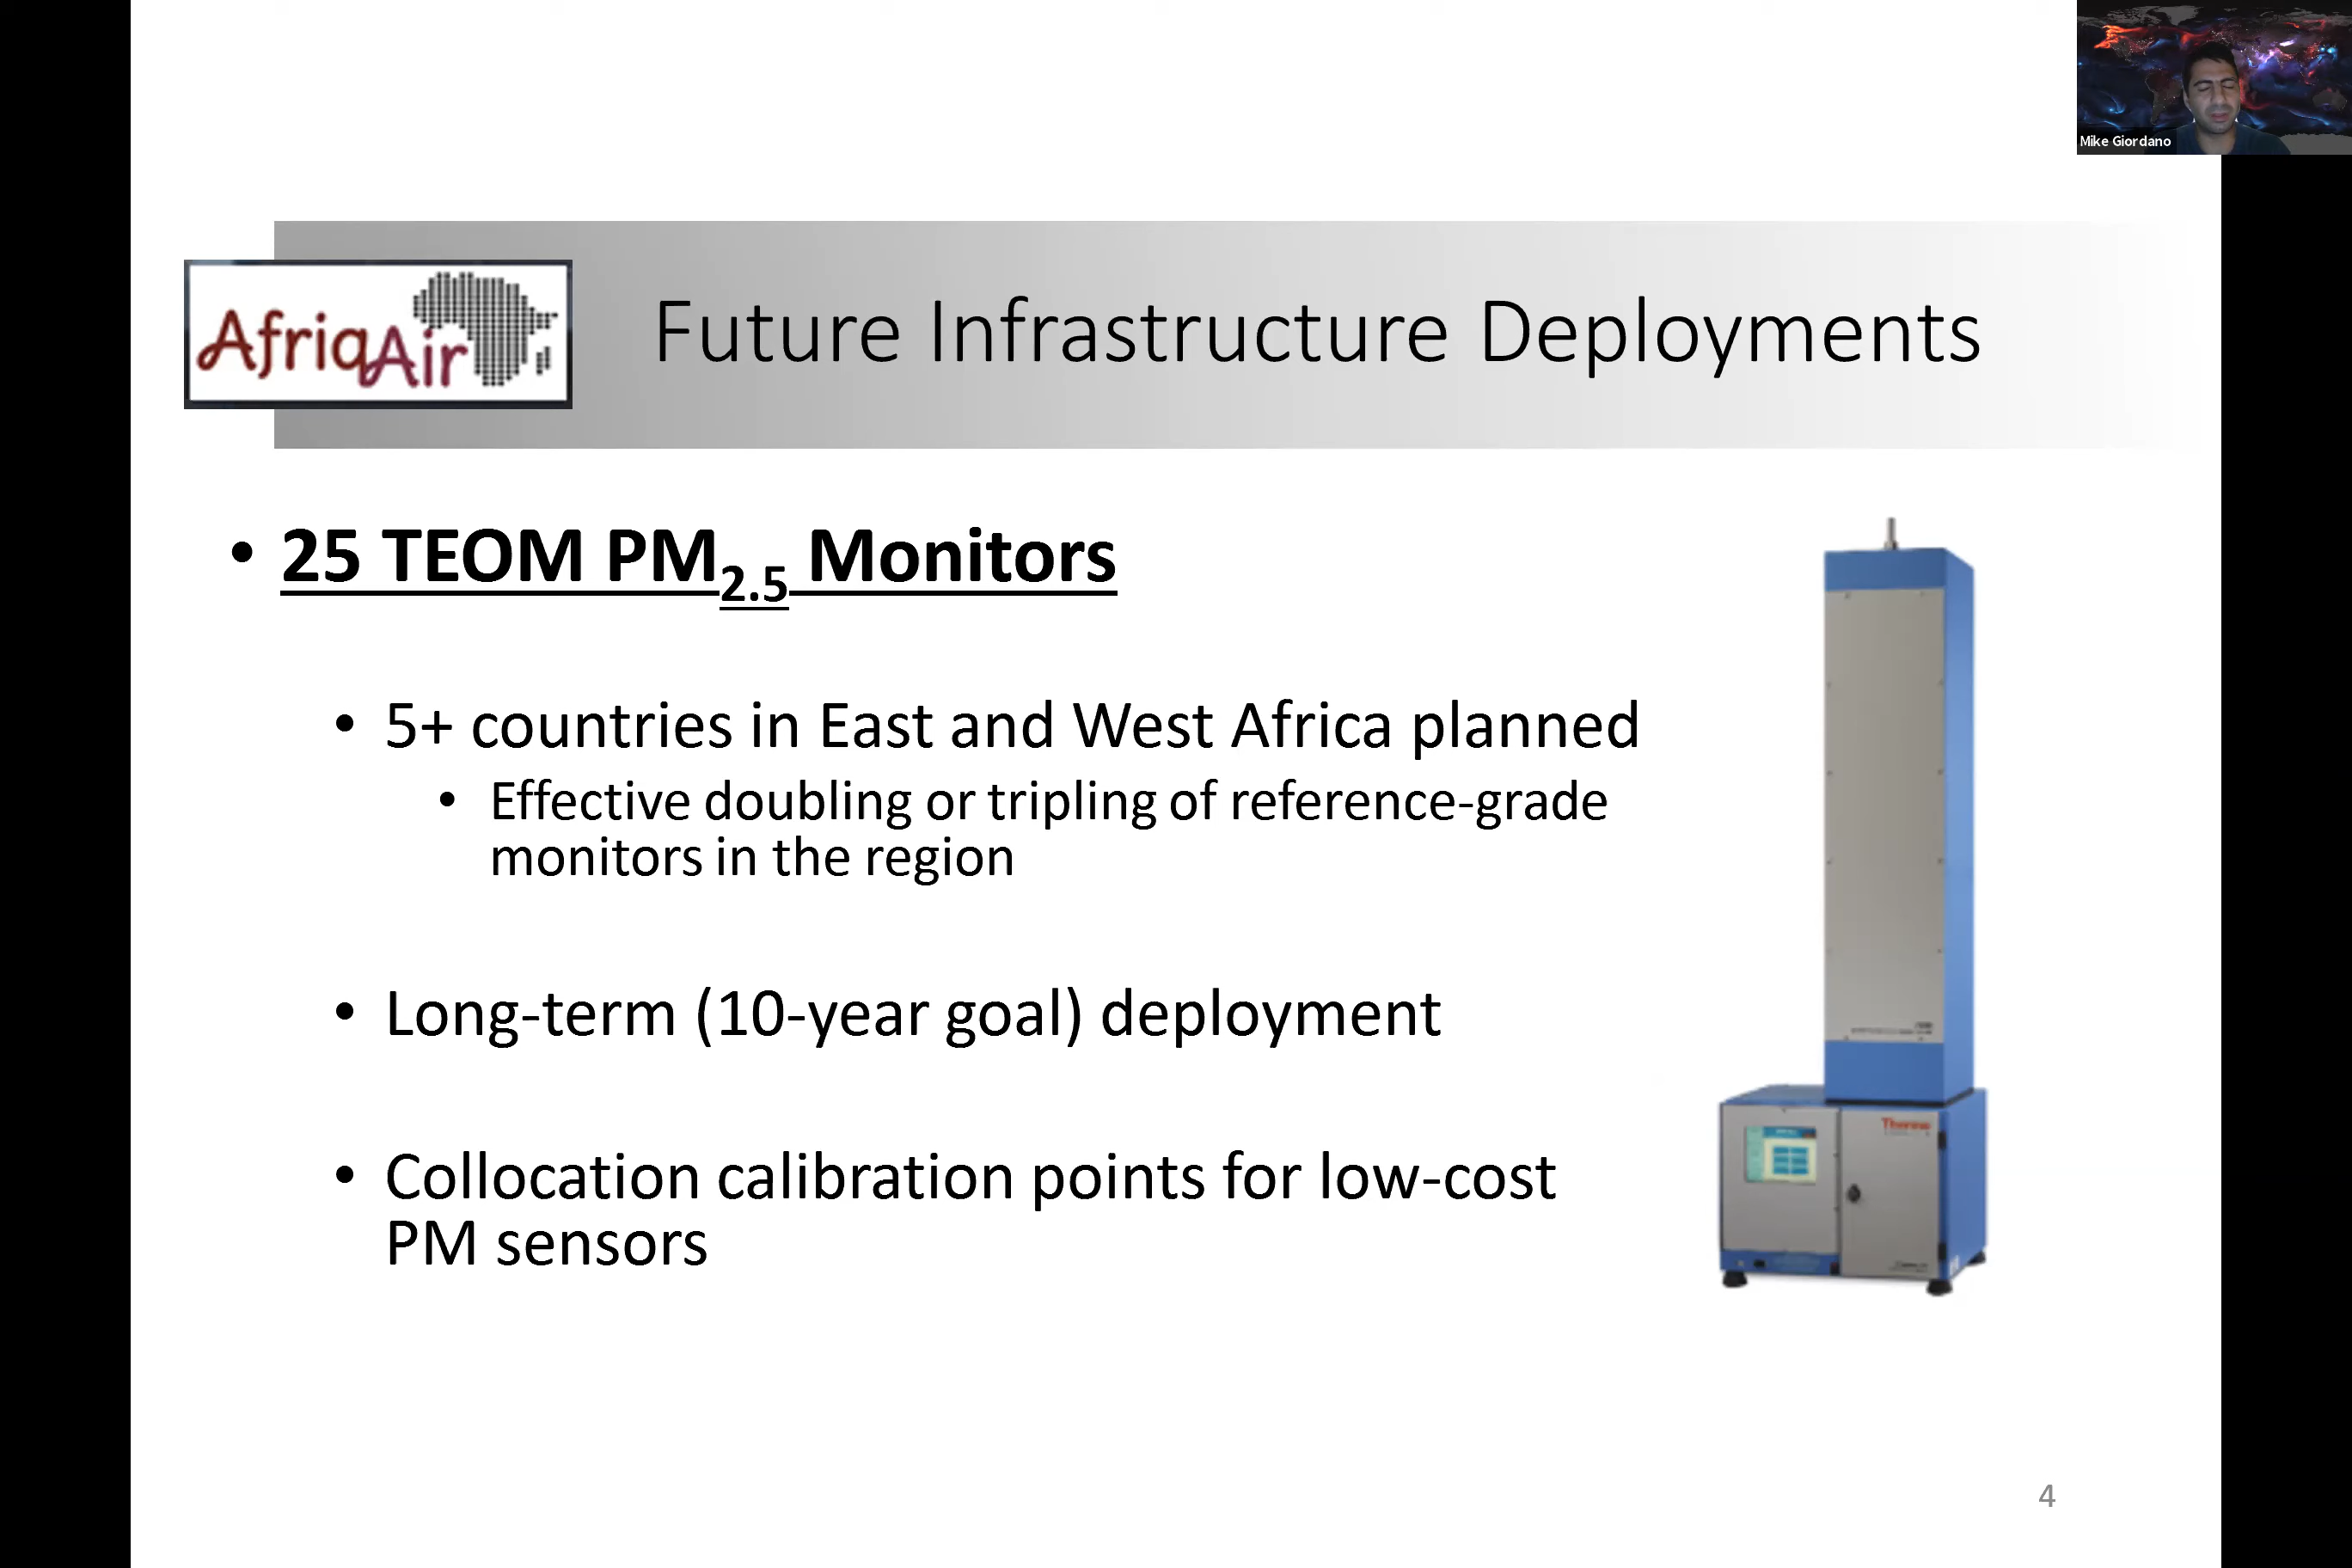 Mike Giordano
AfriqAir
Future Infrastructure Deployments
• 25 TEOM PM2.5 Monitors
• 5+ countries in East and West Africa planned
• Effective doubling or tripling of reference-grade
monitors in the region
• Long-term (10-year goal) deployment
• Collocation calibration points for low-cost
PM sensors
Thermo
4